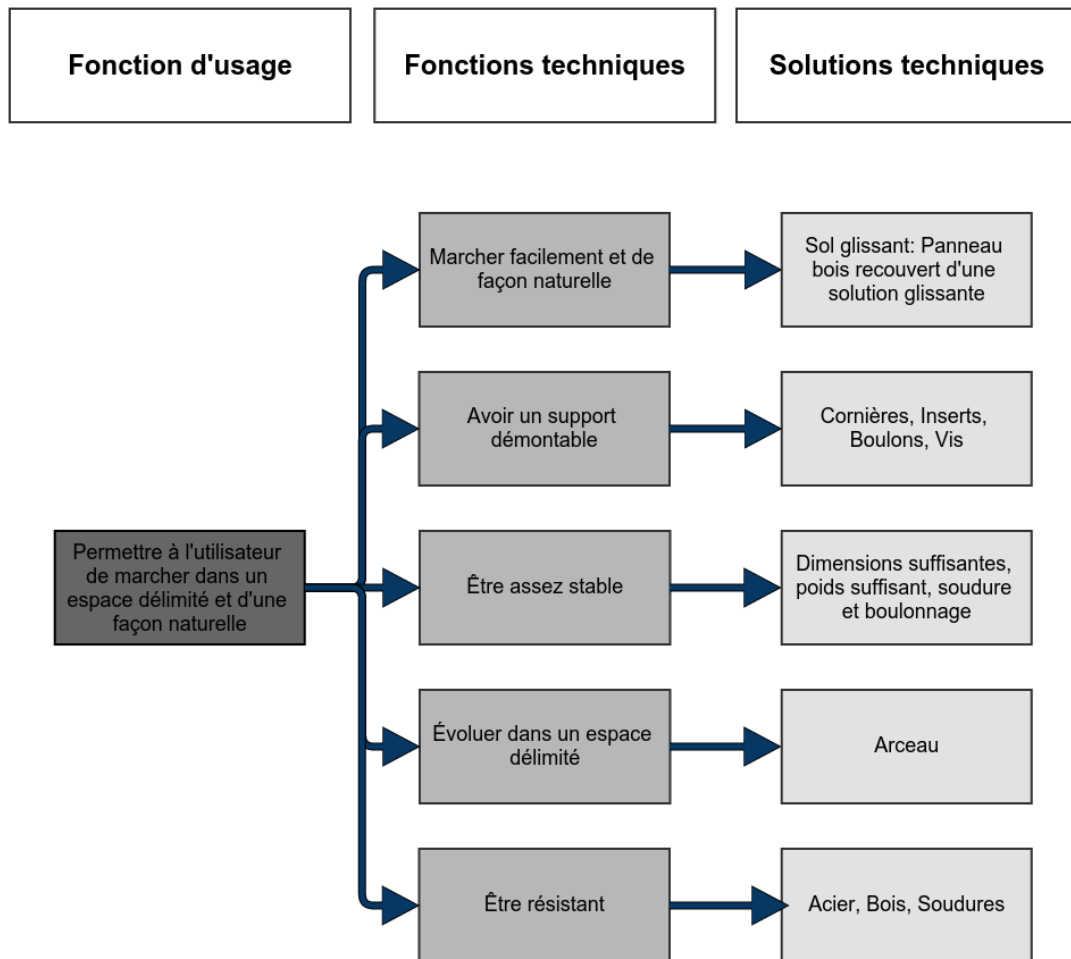 Fonction d'usage
Fonctions techniques
Solutions techniques
Marcher facilement et de
façon naturelle
Sol glissant: Panneau
bois recouvert d'une
solution glissante
Avoir un support
démontable
Cornières, Inserts,
Boulons, Vis
Permettre à l'utilisateur
de marcher dans un
espace délimité et d'une
façon naturelle
Être assez stable
Dimensions suffisantes,
poids suffisant, soudure
et boulonnage
Évoluer dans un espace
délimité
Arceau
Être résistant
Acier, Bois, Soudures